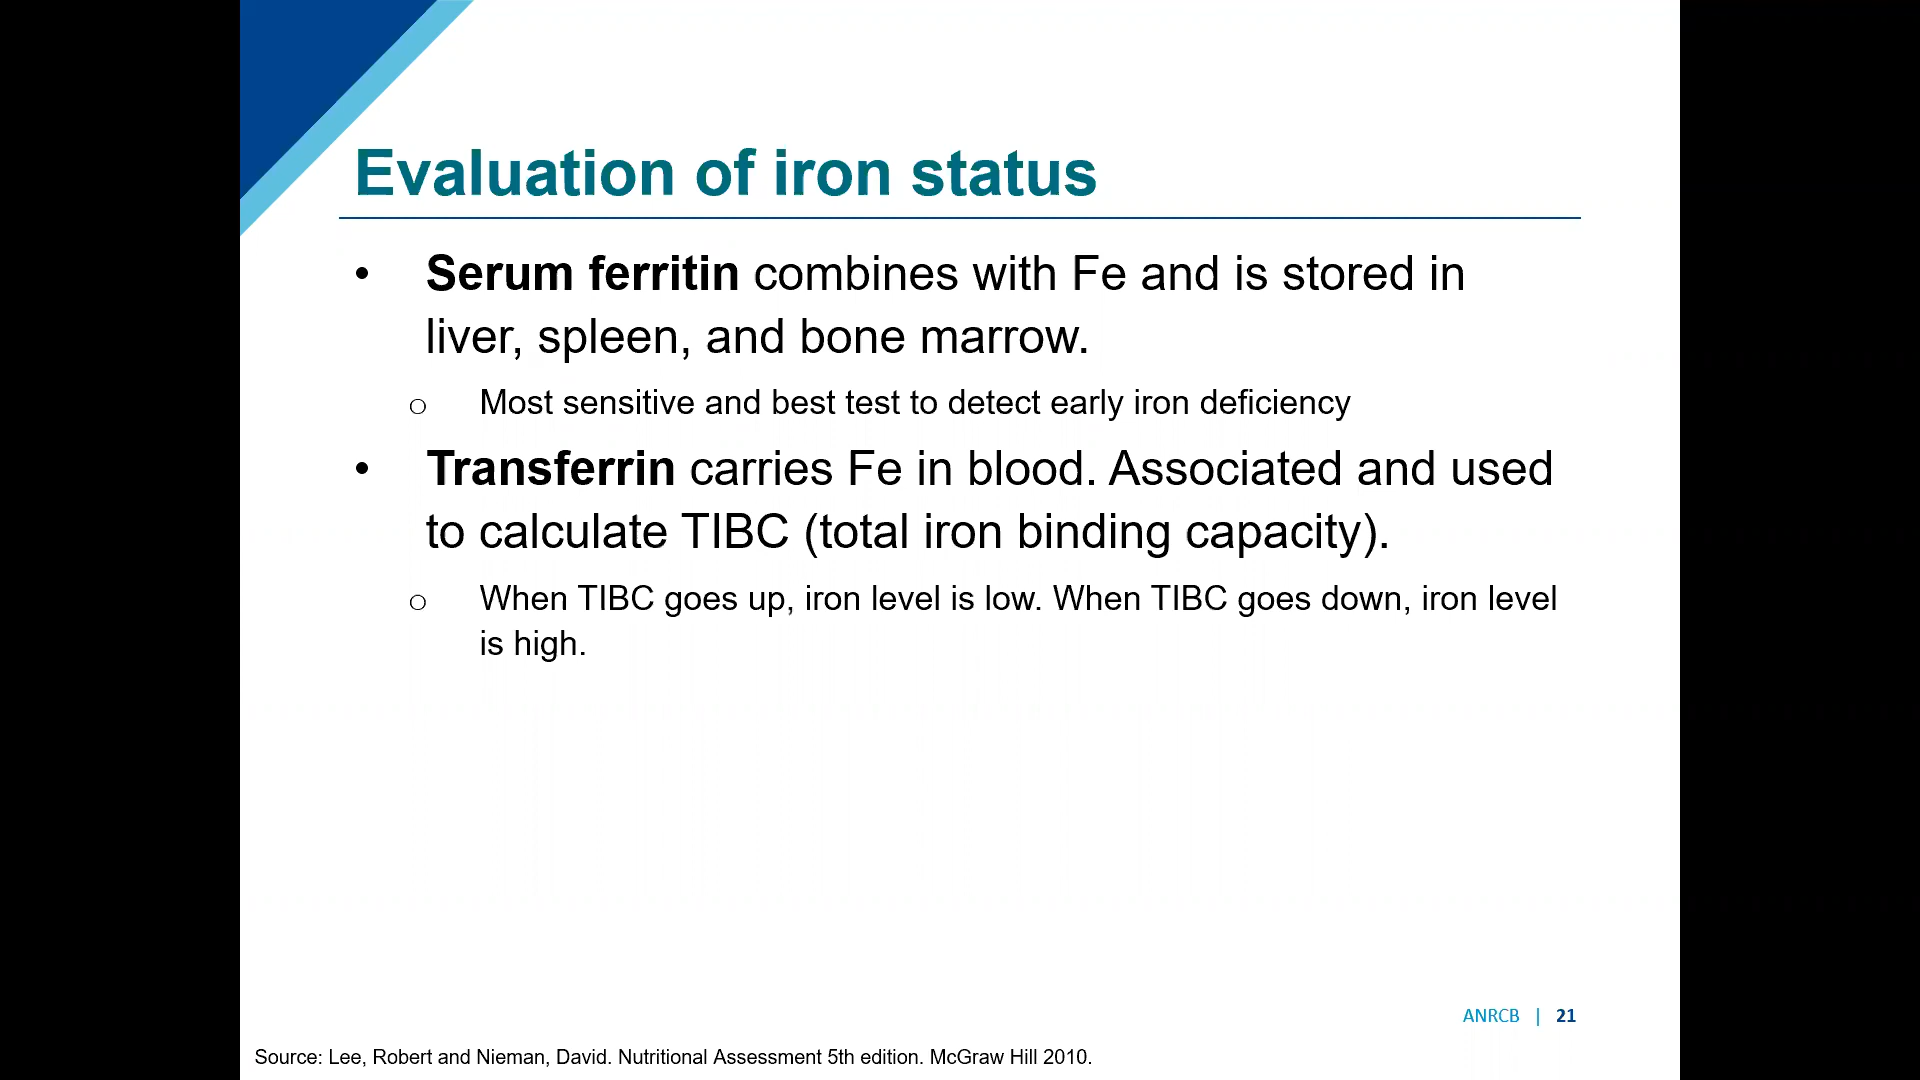 Evaluation of iron status
• Serum ferritin combines with Fe and is stored in
liver, spleen, and bone marrow.
o Most sensitive and best test to detect early iron deficiency
• Transferrin carries Fe in blood. Associated and used
to calculate TIBC (total iron binding capacity).
o When TIBC goes up, iron level is low. When TIBC goes down, iron level
is high.
ANRCB | 21
Source: Lee, Robert and Nieman, David. Nutritional Assessment 5th edition. McGraw Hill 2010.